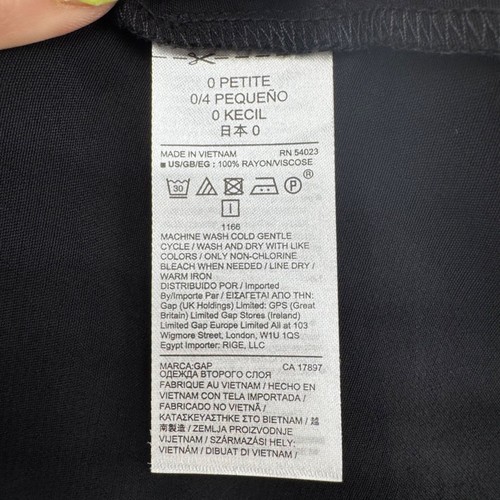 0 PETITE
0/4 PEQUEÑO
0 KECIL
日本 0
MADE IN VIETNAM RN 54023
■ US/GB/EG : 100% RAYON/VISCOSE
30 P ®
I
1166
MACHINE WASH COLD GENTLE
CYCLE / WASH AND DRY WITH LIKE
COLORS / ONLY NON-CHLORINE
BLEACH WHEN NEEDED / LINE DRY /
WARM IRON
DISTRIBUIDO POR / Imported
By/Importe Par / ΕΙΣΑΓΕΤΑΙ ΑΠΟ ΤΗΝ:
Gap (UK Holdings) Limited: GPS (Great
Britain) Limited Gap Stores (Ireland)
Limited Gap Europe Limited All at 103
Wigmore Street, London, W1U 1QS
Egypt Importer: RIGE, LLC
MARCA:GAP CA 17897
ОДЕЖДА ВТОРОГО СЛОЯ
FABRIQUE AU VIETNAM / HECHO EN
VIETNAM CON TELA IMPORTADA /
FABRICADO NO VIETNÃ /
ΚΑΤΑΣΚΕΥΑΣΤΗΚΕ ΣΤΟ ΒΙΕΤΝΑΜ / 越
南製造 / ZEMLJA PROIZVODNJE
VIJETNAM / SZÁRMAZÁSI HELY:
VIETNÁM / DIBUAT DI VIETNAM /